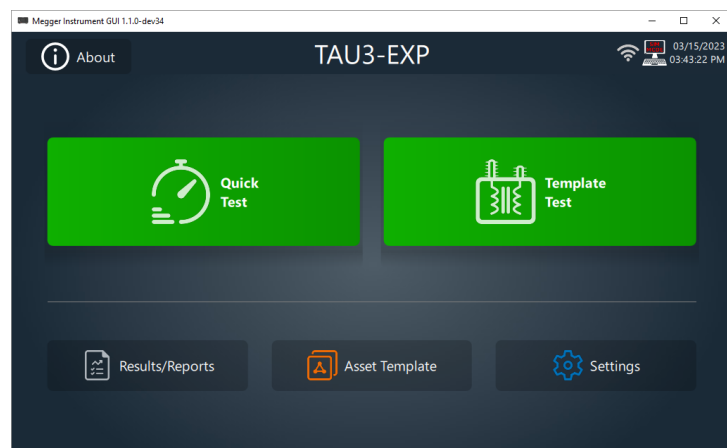 Megger Instrument GUI 1.1.0-dev34
About
TAU3-EXP
03/15/2023
03:43:22 PM
Quick
Test
Template
Test
Results/Reports
Asset Template
Settings